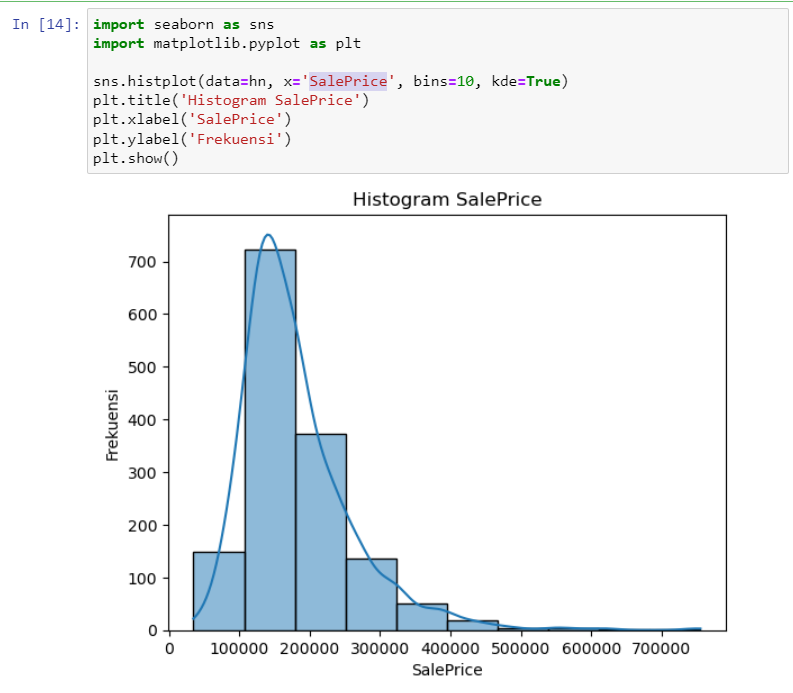 In [14]: import seaborn as sns
import matplotlib.pyplot as plt
sns.histplot(data=hn, x='SalePrice', bins=10, kde=True)
plt.title('Histogram SalePrice')
plt.xlabel('SalePrice')
plt.ylabel('Frekuensi')
plt.show()
Histogram SalePrice
Frekuensi
700
600
500
400
300
200
100
0
0 100000 200000 300000 400000 500000 600000 700000
SalePrice